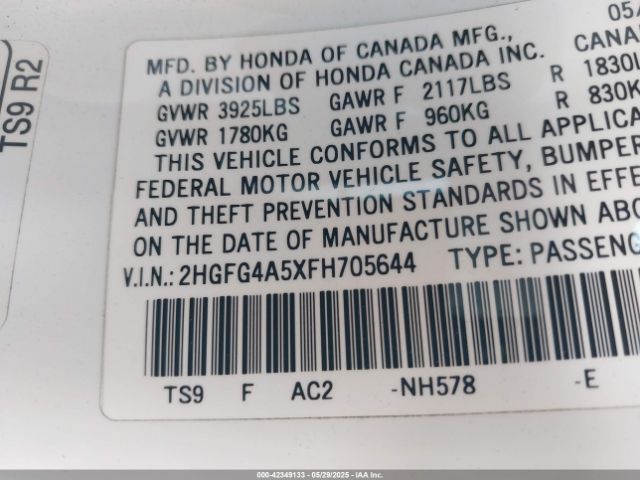 TS9 R2
MFD. BY HONDA OF CANADA MFG., 05/
A DIVISION OF HONDA CANADA INC. CANA
GVWR 3925LBS GAWR F 2117LBS R 1830L
GVWR 1780KG GAWR F 960KG R 830K
THIS VEHICLE CONFORMS TO ALL APPLICA
FEDERAL MOTOR VEHICLE SAFETY, BUMPER
AND THEFT PREVENTION STANDARDS IN EFFE
ON THE DATE OF MANUFACTURE SHOWN ABO
V.I.N.: 2HGFG4A5XFH705644 TYPE: PASSENG
TS9 F AC2 -NH578 -E
000-42349133 - 05/29/2025 - IAAI.COM